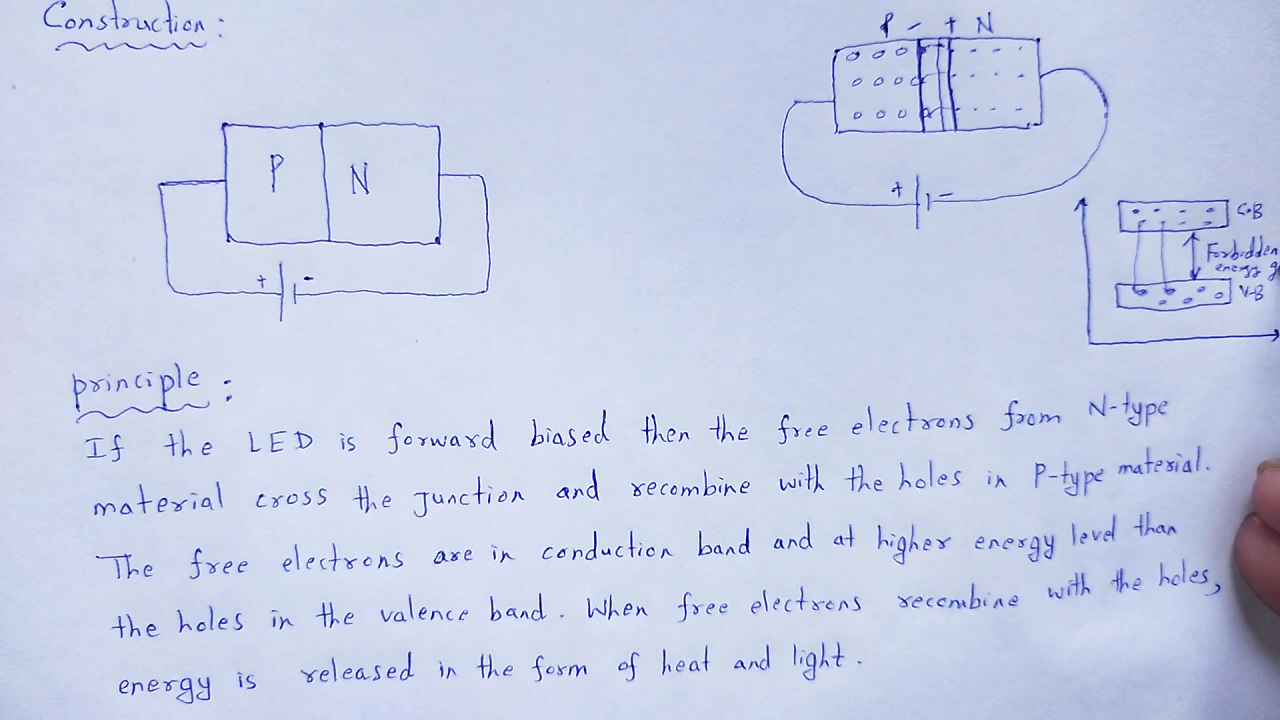 Construction:
P - + N
P N
+ -
+ -
C.B
Forbidden
energy
V-B
principle:
If the LED is forward biased then the free electrons from N-type
material cross the junction and recombine with the holes in P-type material.
The free electrons are in conduction band and at higher energy level than
the holes in the valence band. When free electrons recombine with the holes,
energy is released in the form of heat and light.